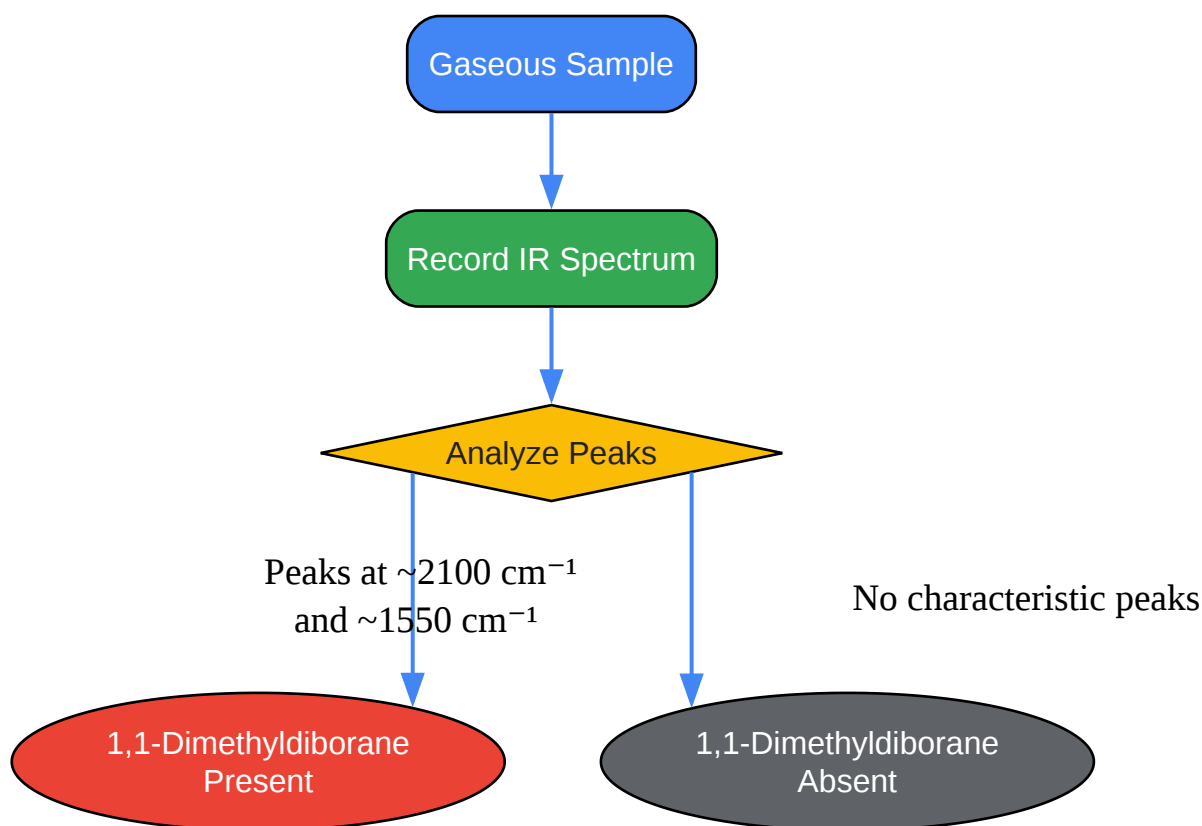 Gaseous Sample
Record IR Spectrum
Analyze Peaks
Peaks at ~2100 cm⁻¹
and ~1550 cm⁻¹
No characteristic peaks
1,1-Dimethyldiborane
Present
1,1-Dimethyldiborane
Absent